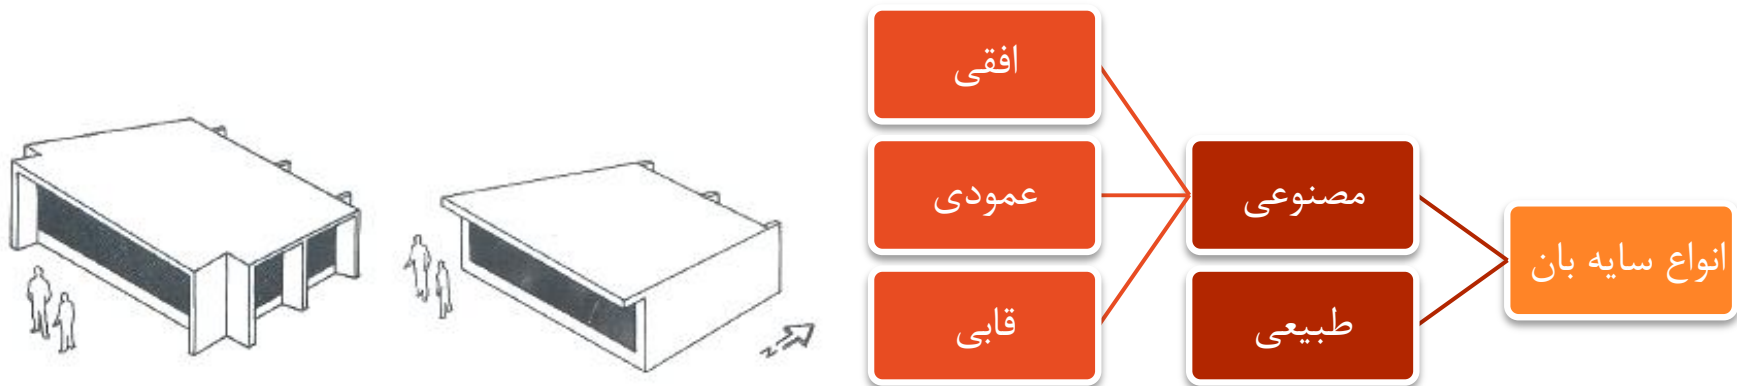 انواع سایه بان
مصنوعی
طبیعی
افقی
عمودی
قابی
N